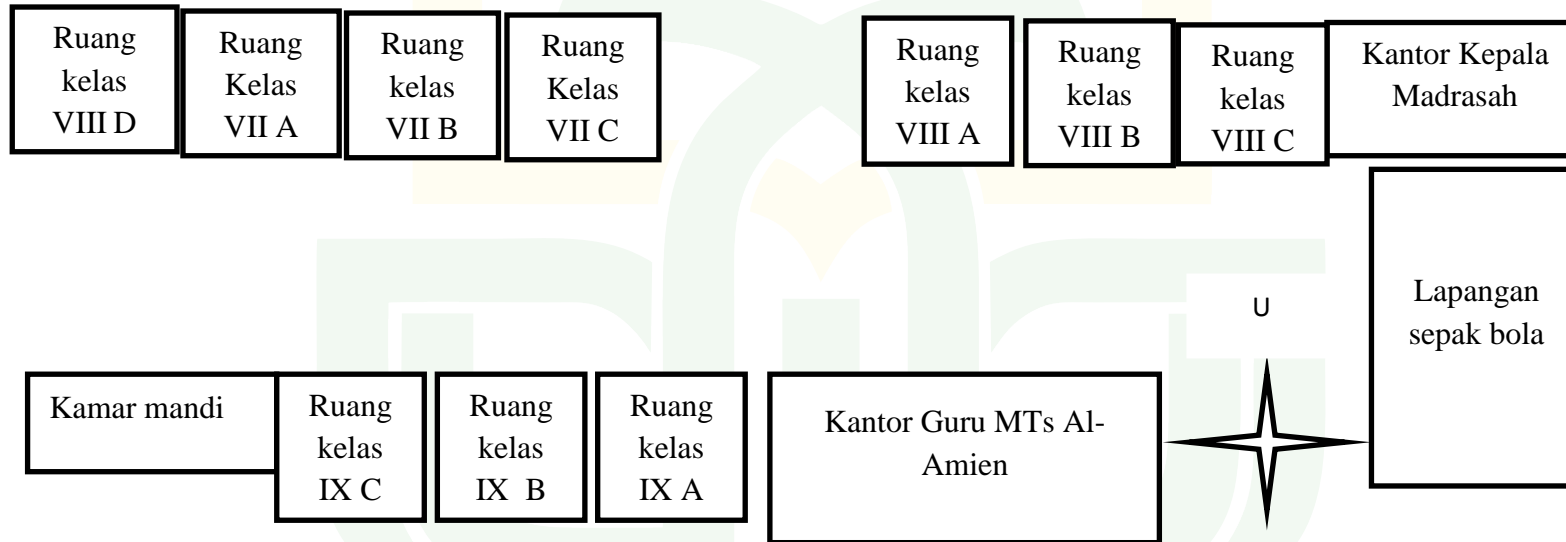 Ruang
kelas
VIII D
Ruang
Kelas
VII A
Ruang
kelas
VII B
Ruang
Kelas
VII C
Ruang
kelas
VIII A
Ruang
kelas
VIII B
Ruang
kelas
VIII C
Kantor Kepala
Madrasah
Lapangan
sepak bola
U
Kamar mandi
Ruang
kelas
IX C
Ruang
kelas
IX B
Ruang
kelas
IX A
Kantor Guru MTs Al-
Amien